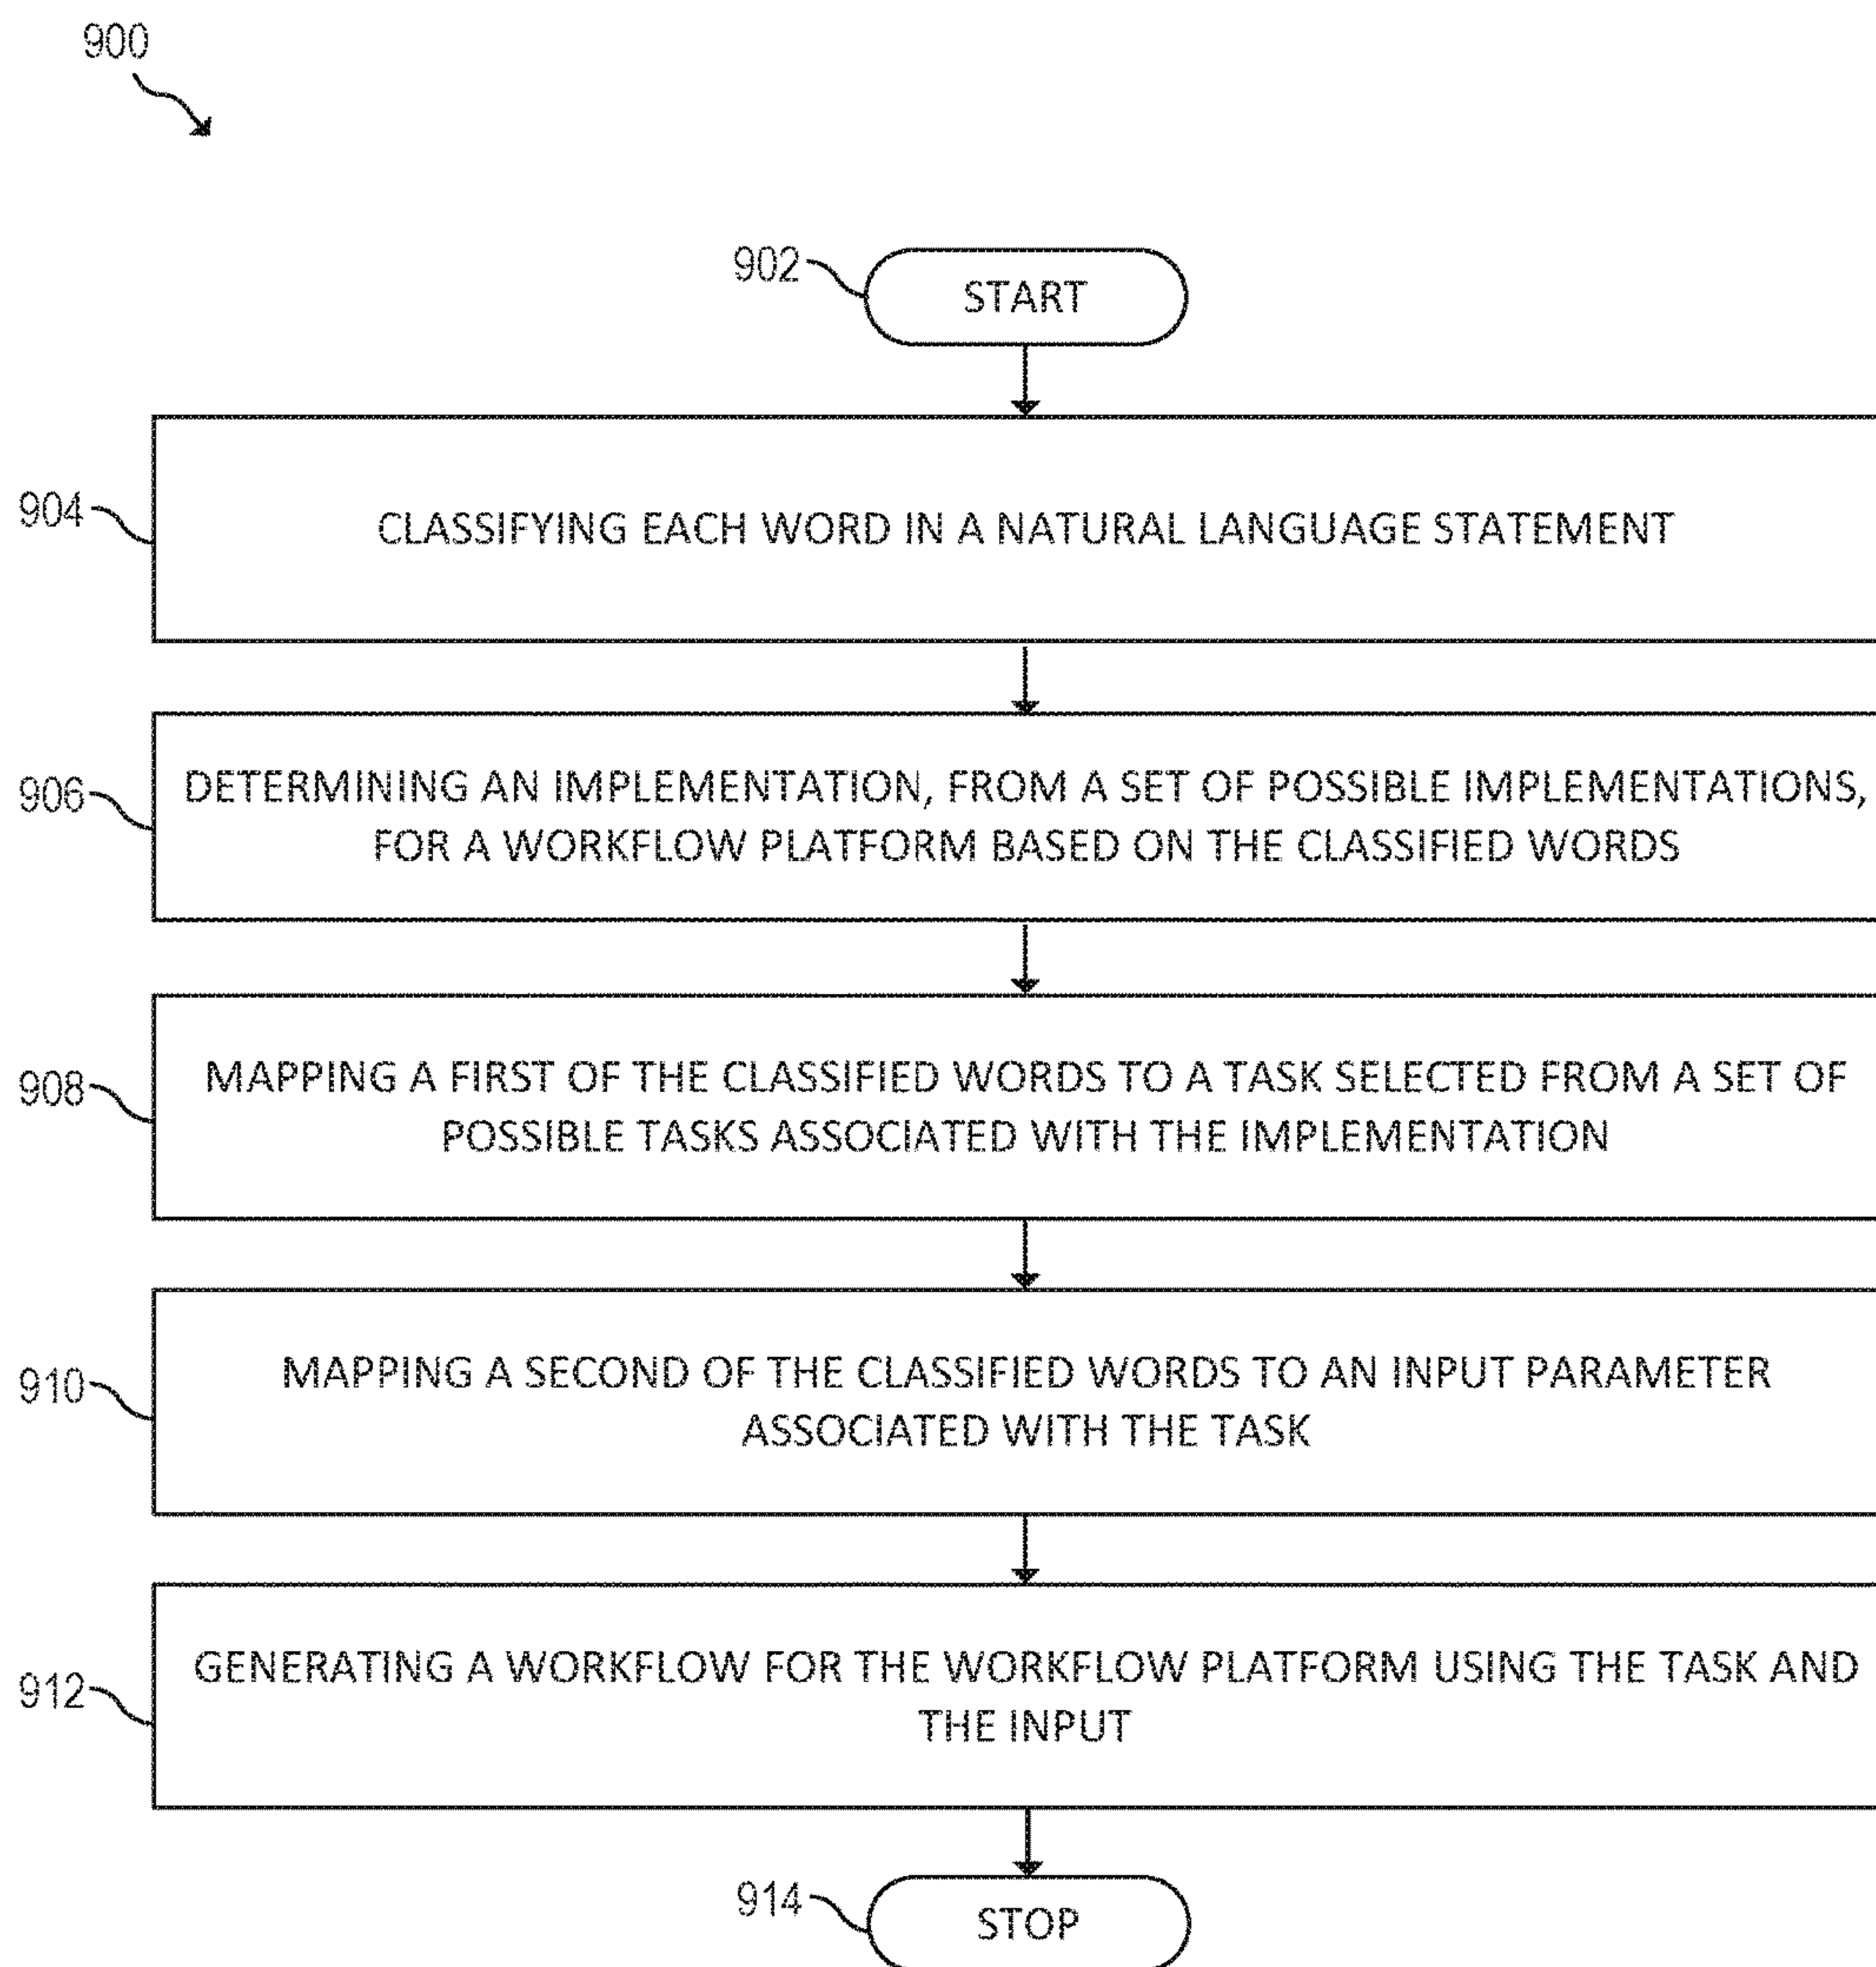 900
902
START
904
CLASSIFYING EACH WORD IN A NATURAL LANGUAGE STATEMENT
906
DETERMINING AN IMPLEMENTATION, FROM A SET OF POSSIBLE IMPLEMENTATIONS,
FOR A WORKFLOW PLATFORM BASED ON THE CLASSIFIED WORDS
908
MAPPING A FIRST OF THE CLASSIFIED WORDS TO A TASK SELECTED FROM A SET OF
POSSIBLE TASKS ASSOCIATED WITH THE IMPLEMENTATION
910
MAPPING A SECOND OF THE CLASSIFIED WORDS TO AN INPUT PARAMETER
ASSOCIATED WITH THE TASK
912
GENERATING A WORKFLOW FOR THE WORKFLOW PLATFORM USING THE TASK AND
THE INPUT
914
STOP